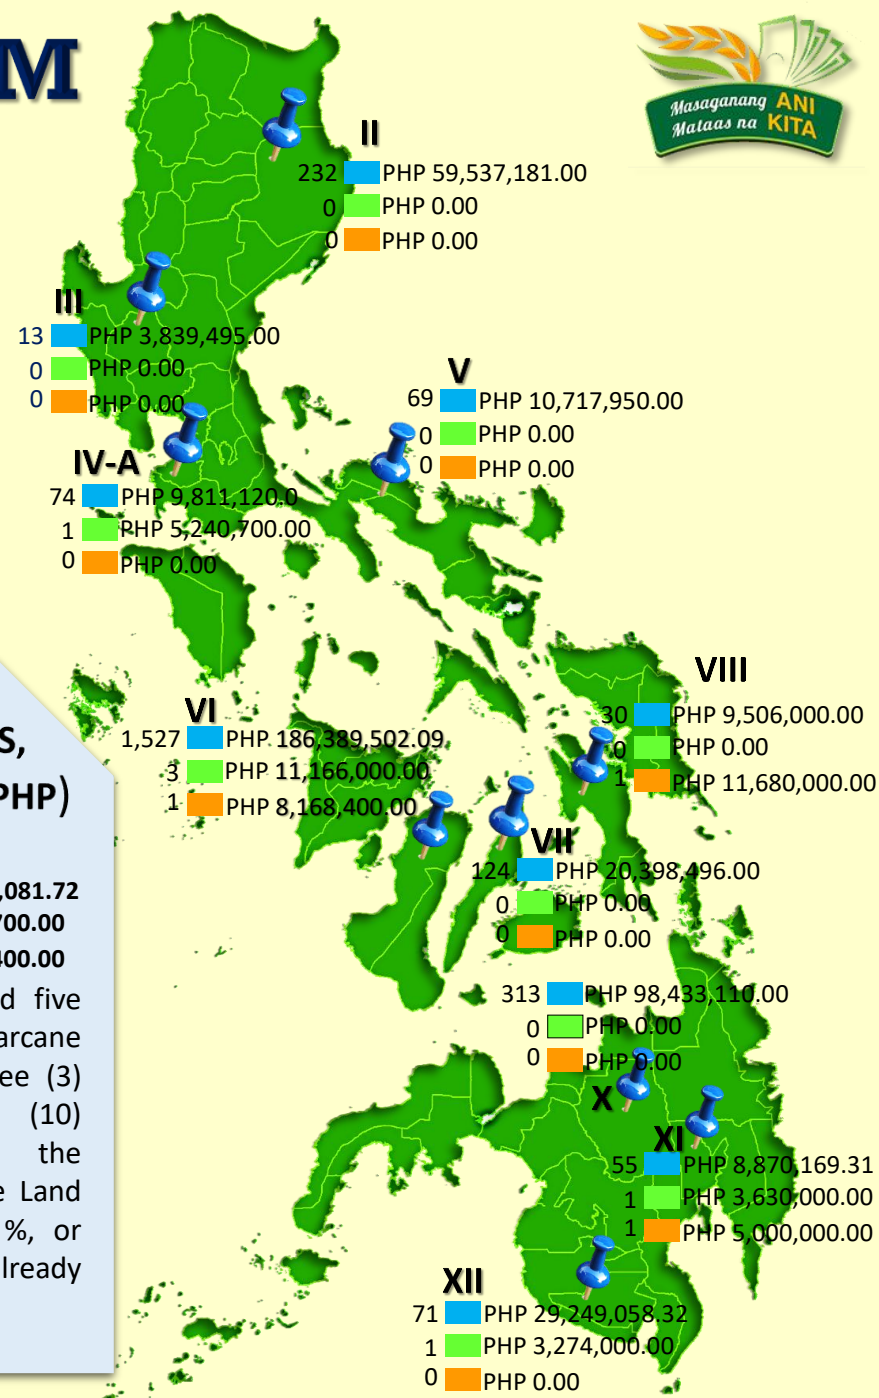 M
Masaganang ANI
Mataas na KITA
II
232 PHP 59,537,181.00
0 PHP 0.00
0 PHP 0.00
III
13 PHP 3,839,495.00
0 PHP 0.00
0 PHP 0.00
V
69 PHP 10,717,950.00
0 PHP 0.00
0 PHP 0.00
IV-A
74 PHP 9,811,120.0
1 PHP 5,240,700.00
0 PHP 0.00
VIII
30 PHP 9,506,000.00
0 PHP 0.00
1 PHP 11,680,000.00
VI
1,527 PHP 186,389,502.09
3 PHP 11,166,000.00
1 PHP 8,168,400.00
VII
124 PHP 20,398,496.00
0 PHP 0.00
0 PHP 0.00
S,
PHP)
,081.72
700.00
400.00
d five
arcane
ee (3)
(10)
the
e Land
%, or
lready
313 PHP 98,433,110.00
0 PHP 0.00
0 PHP 0.00
X
XI
55 PHP 8,870,169.31
1 PHP 3,630,000.00
1 PHP 5,000,000.00
XII
71 PHP 29,249,058.32
1 PHP 3,274,000.00
0 PHP 0.00